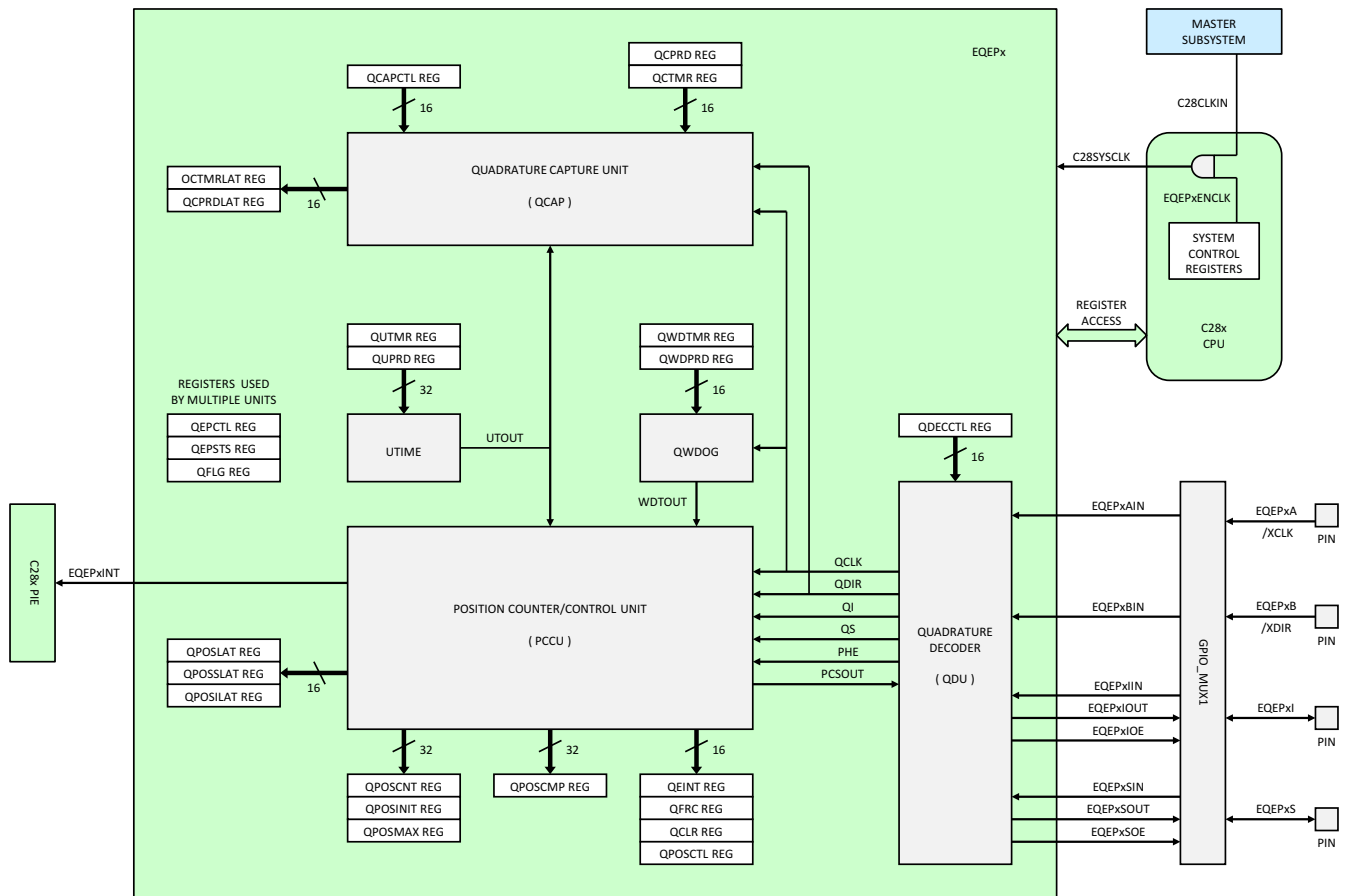 MASTER
SUBSYSTEM
EQEPx
QCPRD REG
QCAPCTL REG
QCTMR REG
16
16
C28CLKIN
C28SYSCLK
QUADRATURE CAPTURE UNIT
( QCAP )
OCTMRLAT REG
QCPRDLAT REG
16
EQEPxENCLK
SYSTEM
CONTROL
REGISTERS
REGISTER
ACCESS
C28x
CPU
QUTMR REG
QUPRD REG
32
QWDTMR REG
QWDPRD REG
16
REGISTERS USED
BY MULTIPLE UNITS
QEPCTL REG
QEPSTS REG
QFLG REG
UTIME
UTOUT
QWDOG
WDTOUT
QDECCTL REG
16
EQEPxAIN
EQEPxA
/XCLK
PIN
C28x PIE
EQEPxINT
POSITION COUNTER/CONTROL UNIT
( PCCU )
QCLK
QDIR
QI
QS
PHE
PCSOUT
QUADRATURE
DECODER
( QDU )
EQEPxBIN
EQEPxB
/XDIR
PIN
GPIO_MUX1
QPOSLAT REG
QPOSSLAT REG
QPOSILAT REG
16
EQEPxIIN
EQEPxIOUT
EQEPxIOE
EQEPxI
PIN
32
32
16
QPOSCNT REG
QPOSINIT REG
QPOSMAX REG
QPOSCMP REG
QEINT REG
QFRC REG
QCLR REG
QPOSCTL REG
EQEPxSIN
EQEPxSOUT
EQEPxSOE
EQEPxS
PIN